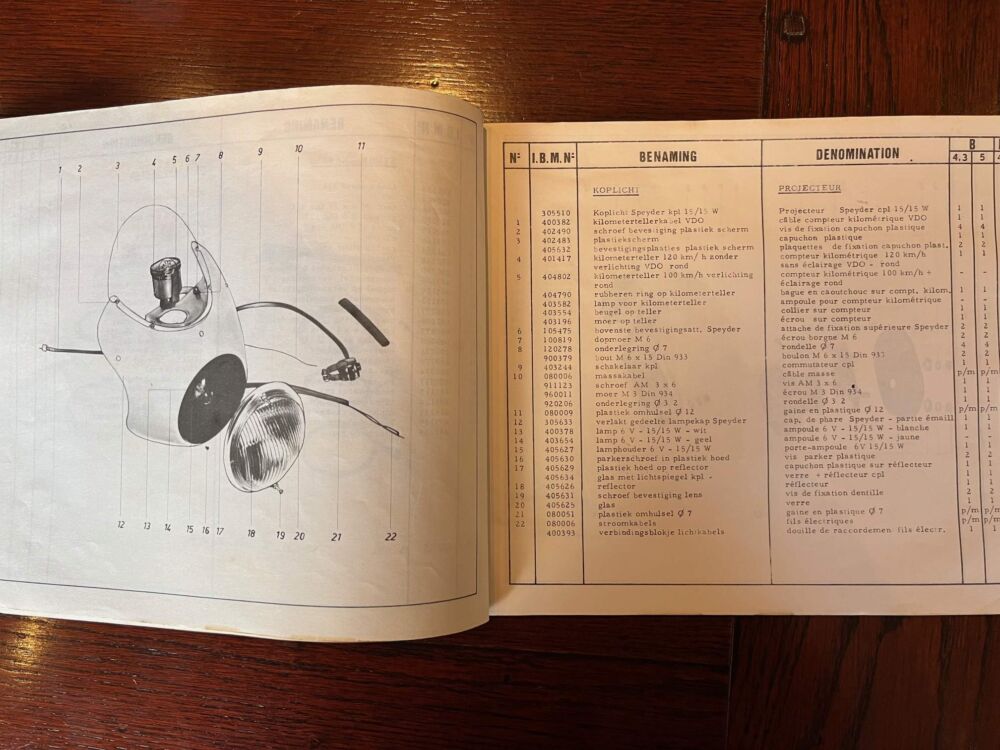 1 2 3 4 5 6 7 8 9 10 11
12 13 14 15 16 17 18 19 20 21 22
B
Nº I.B.M.Nº BENAMING DENOMINATION 4.3 5
KOPLICHT PROJECTEUR
305510 Koplicht Speyder kpl 15/15 W Projecteur Speyder cpl 15/15 W 1 1
1 400382 kilometertellerkabel VDO câble compteur kilométrique VDO 1 1
2 402490 schroef bevestiging plastiek scherm vis de fixation capuchon plastique 4 4
3 402483 plastiekscherm capuchon plastique 1 1
405632 bevestigingsplaatjes plastiek scherm plaquettes de fixation capuchon plast. 2 2
4 401417 kilometerteller 120 km/h zonder compteur kilométrique 120 km/h 1 1
verlichting VDO rond sans éclairage VDO - rond
5 404802 kilometerteller 100 km/h verlichting compteur kilométrique 100 km/h + - -
rond éclairage rond
404790 rubberen ring op kilometerteller bague en caoutchouc sur compt. kilom. 1 1
403582 lamp voor kilometerteller ampoule pour compteur kilométrique - -
403554 beugel op teller collier sur compteur 1 1
403196 moer op teller écrou sur compteur 1 1
6 105475 bovenste bevestigingsatt. Speyder attache de fixation supérieure Speyder 2 2
7 100819 dopmoer M 6 écrou borgne M 6 2 2
8 120278 onderlegring Ø 7 rondelle Ø 7 4 4
900379 bout M 6 x 15 Din 933 boulon M 6 x 15 Din 933 2 2
9 403244 schakelaar kpl commutateur cpl 1 1
10 080006 massakabel câble masse p/m p/m
911123 schroef AM 3 x 6 vis AM 3 x 6 1 1
960011 moer M 3 Din 934 écrou M 3 Din 934 1 1
920206 onderlegring Ø 3 2 rondelle Ø 3 2 1 1
11 080009 plastiek omhulsel Ø 12 gaine en plastique Ø 12 p/m p/m
12 305633 verlakt gedeelte lampekap Speyder cap. de phare Speyder - partie émaill 1 1
13 400378 lamp 6 V - 15/15 W - wit ampoule 6 V - 15/15 W - blanche 1 1
14 403654 lamp 6 V - 15/15 W - geel ampoule 6 V - 15/15 W - jaune - -
15 405627 lamphouder 6 V - 15/15 W porte-ampoule 6V 15/15 W 1 1
16 405630 parkerschroef in plastiek hoed vis parker plastique 2 2
17 405629 plastiek hoed op reflector capuchon plastique sur réflecteur 1 1
405634 glas met lichtspiegel kpl - verre + réflecteur cpl 1 1
18 405626 reflector réflecteur 1 1
19 405631 schroef bevestiging lens vis de fixation dentille 2 2
20 405625 glas verre 1 1
21 080051 plastiek omhulsel Ø 7 gaine en plastique Ø 7 p/m p/m
22 080006 stroomkabels fils électriques p/m p/m
400393 verbindingsblokje lichtkabels douille de raccordemen fils électr. 1 1